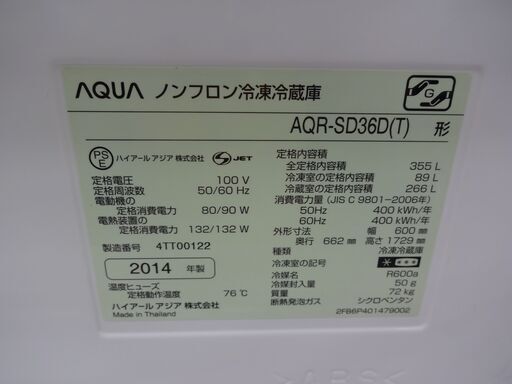 AQUA ノンフロン冷凍冷蔵庫
G
AQR-SD36D(T) 形
PS E ハイアール アジア 株式会社 JET
定格電圧 100 V
定格周波数 50/60 Hz
電動機の
定格消費電力 80/90 W
電熱装置の
定格消費電力 132/132 W
製造番号 4TT00122
2014 年製
温度ヒューズ
定格動作温度 76℃
ハイアール アジア 株式会社
Made in Thailand
定格内容積
全定格内容積 355 L
冷凍室の定格内容積 89 L
冷蔵室の定格内容積 266 L
消費電力量 (JIS C 9801-2006年)
50Hz 400 kWh/年
60Hz 400 kWh/年
外形寸法 幅 600 mm
奥行 662 mm 高さ 1729 mm
種類 冷凍冷蔵庫
冷凍室の記号
冷媒名 R600a
冷媒封入量 50 g
質量 72 kg
断熱発泡ガス シクロペンタン
2FB6P401479002
>ABS<